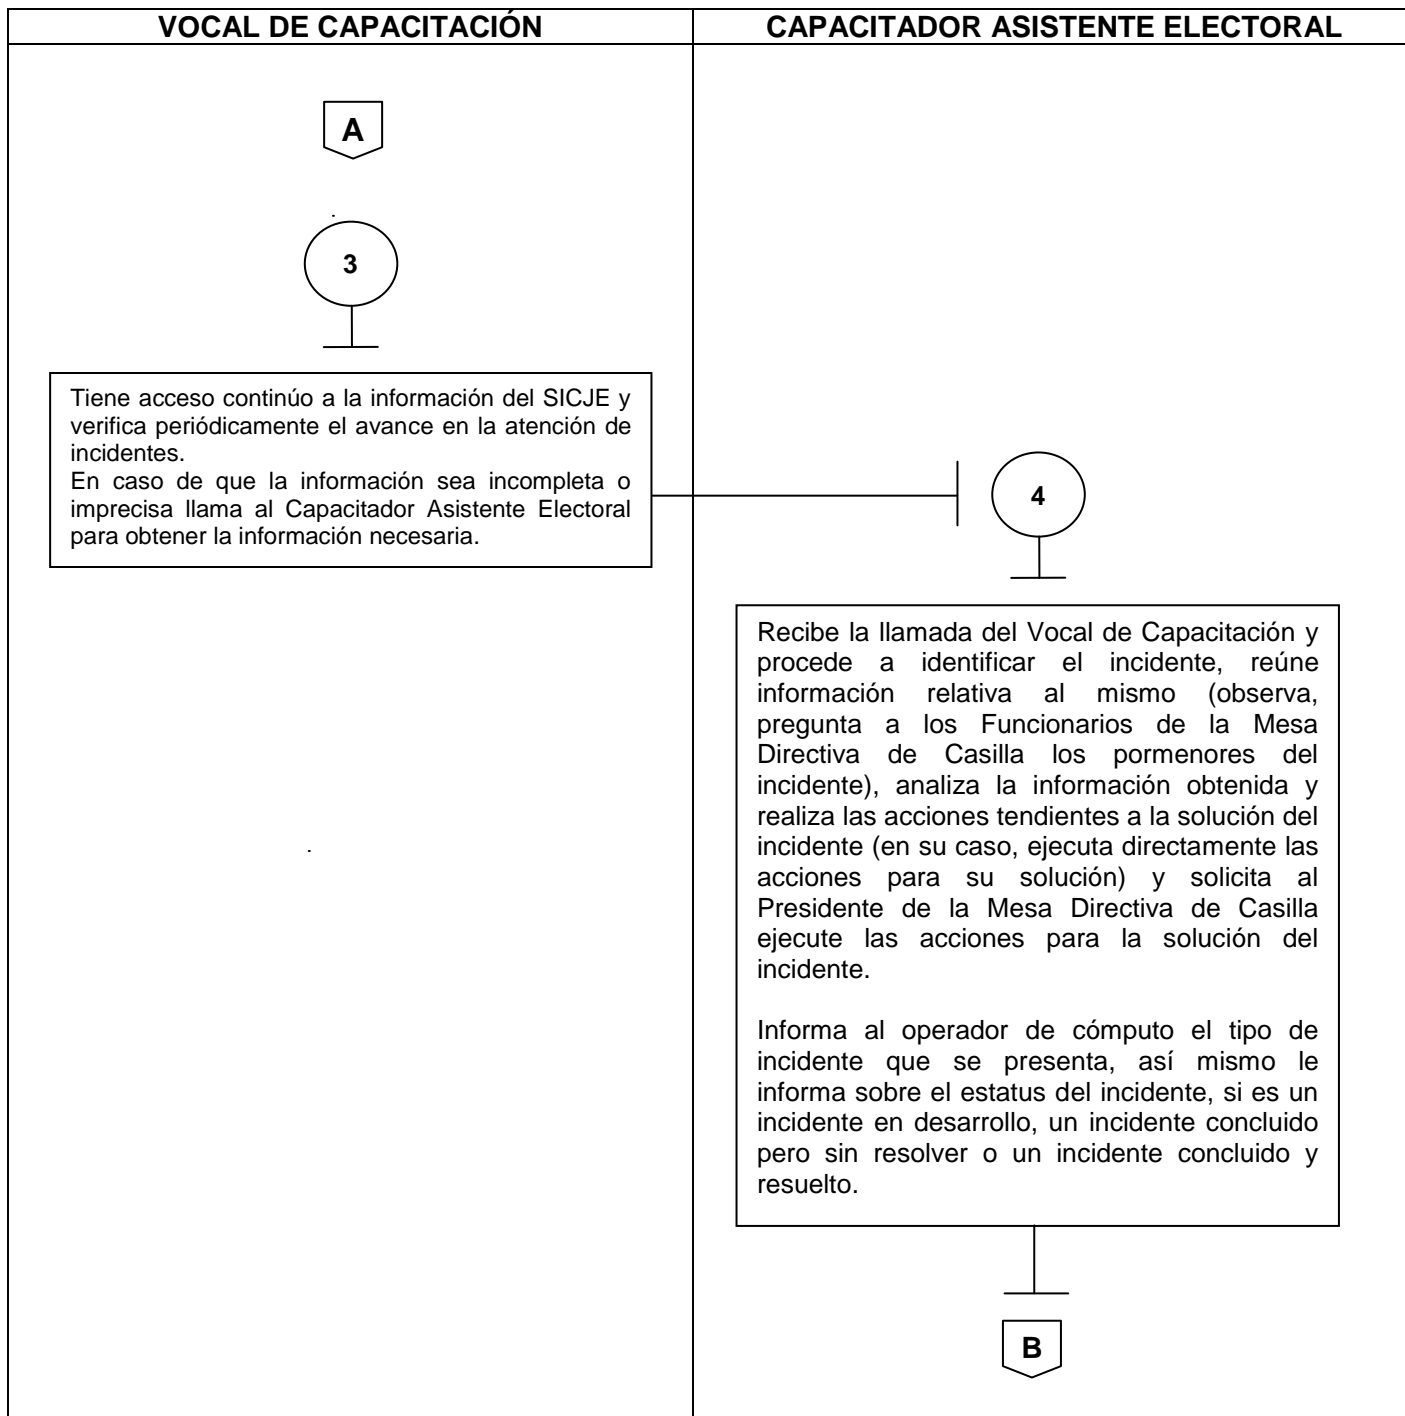 VOCAL DE CAPACITACIÓN
CAPACITADOR ASISTENTE ELECTORAL
A
3
Tiene acceso continúo a la información del SICJE y
verifica periódicamente el avance en la atención de
incidentes.
En caso de que la información sea incompleta o
imprecisa llama al Capacitador Asistente Electoral
para obtener la información necesaria.
4
Recibe la llamada del Vocal de Capacitación y
procede a identificar el incidente, reúne
información relativa al mismo (observa,
pregunta a los Funcionarios de la Mesa
Directiva de Casilla los pormenores del
incidente), analiza la información obtenida y
realiza las acciones tendientes a la solución del
incidente (en su caso, ejecuta directamente las
acciones para su solución) y solicita al
Presidente de la Mesa Directiva de Casilla
ejecute las acciones para la solución del
incidente.
Informa al operador de cómputo el tipo de
incidente que se presenta, así mismo le
informa sobre el estatus del incidente, si es un
incidente en desarrollo, un incidente concluido
pero sin resolver o un incidente concluido y
resuelto.
B